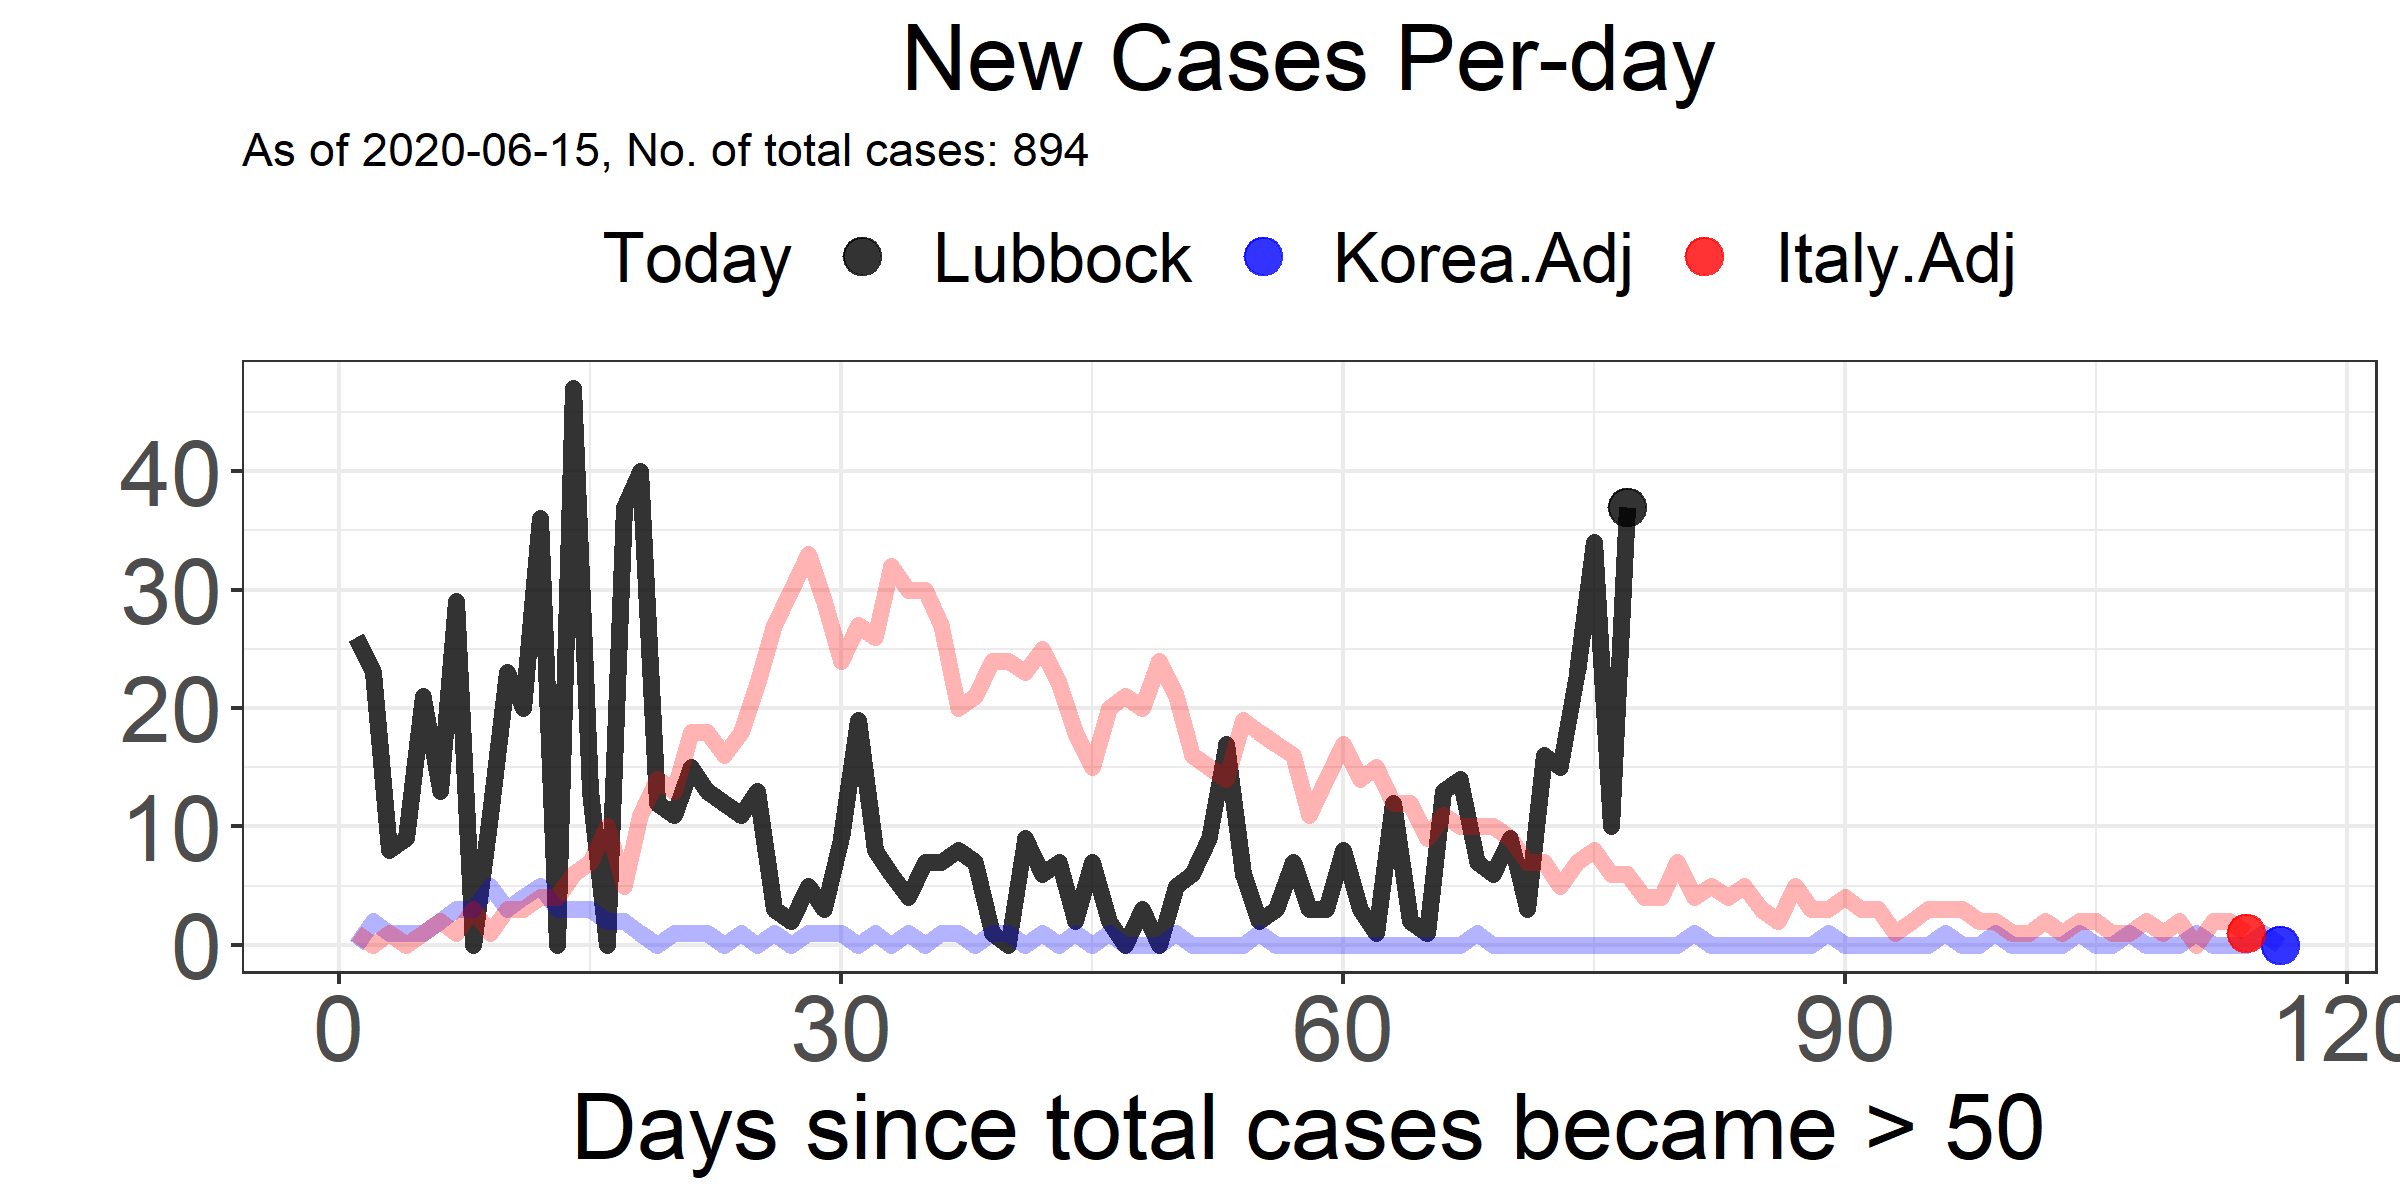 New Cases Per-day
As of 2020-06-15, No. of total cases: 894
Today Lubbock Korea.Adj Italy.Adj
40
30
20
10
0
0 30 60 90 120
Days since total cases became > 50